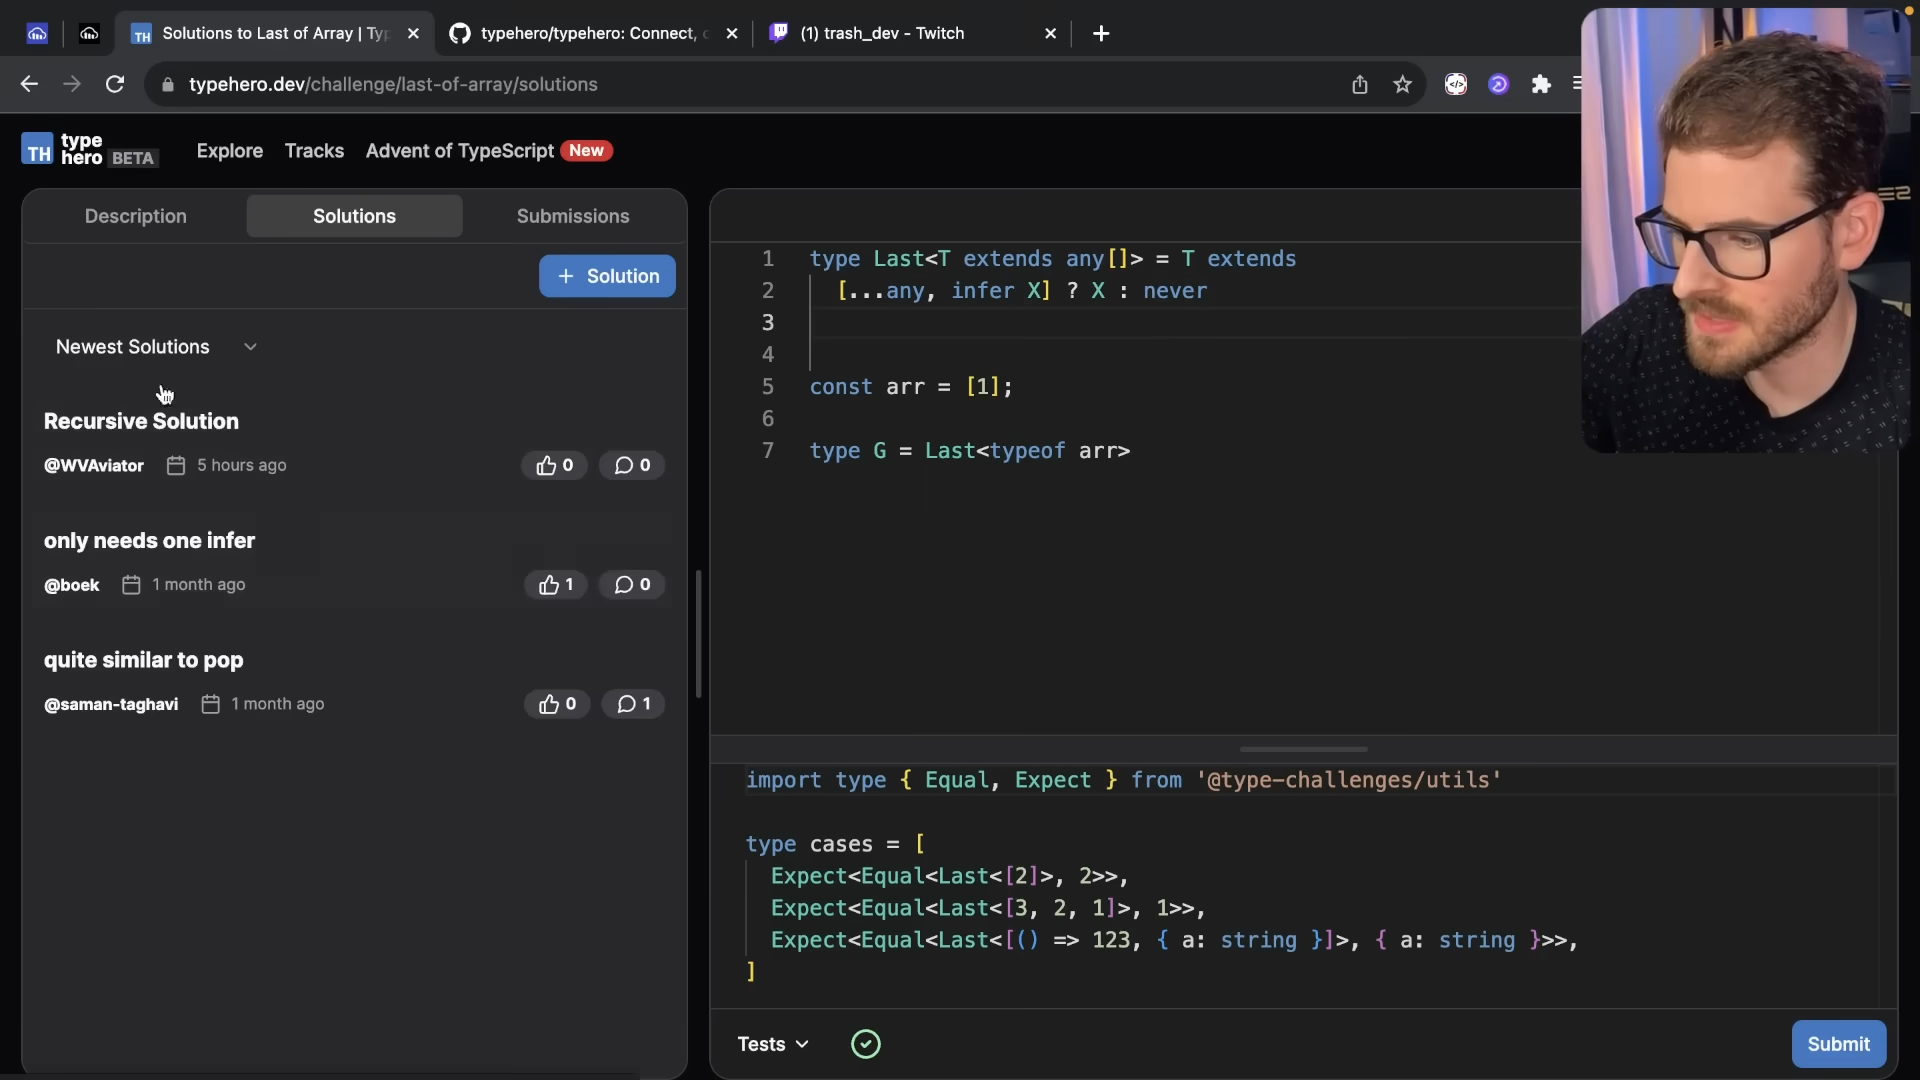 Solutions to Last of Array | Typ
typehero/typehero: Connect, c
(1) trash_dev - Twitch
typehero.dev/challenge/last-of-array/solutions
TH
type
hero BETA
Explore
Tracks
Advent of TypeScript
New
Description
Solutions
Submissions
+ Solution
Newest Solutions
Recursive Solution
@WVAviator
5 hours ago
0
0
only needs one infer
@boek
1 month ago
1
0
quite similar to pop
@saman-taghavi
1 month ago
0
1
1 type Last<T extends any[]> = T extends
2 [...any, infer X] ? X : never
3
4
5 const arr = [1];
6
7 type G = Last<typeof arr>
import type { Equal, Expect } from '@type-challenges/utils'
type cases = [
Expect<Equal<Last<[2]>, 2>>,
Expect<Equal<Last<[3, 2, 1]>, 1>>,
Expect<Equal<Last<[() => 123, { a: string }]>, { a: string }>>,
]
Tests
Submit